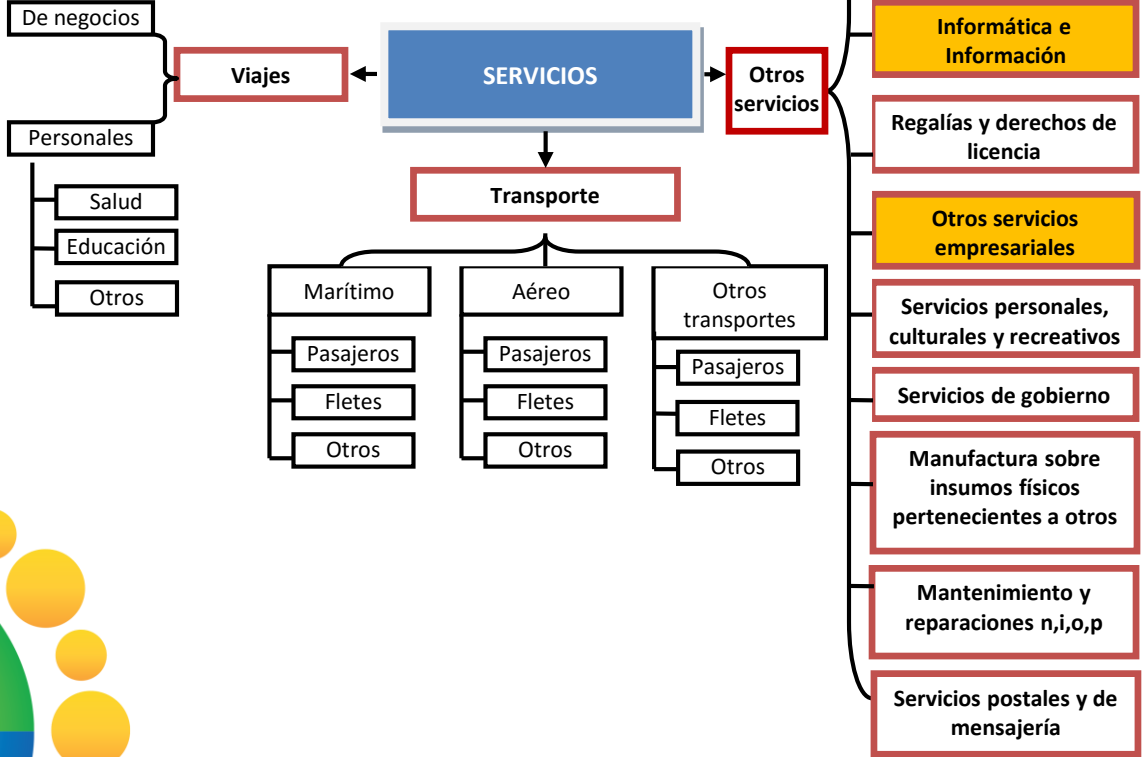 De negocios
Viajes
Personales
Salud
Educación
Otros
SERVICIOS
Otros
servicios
Transporte
Marítimo
Pasajeros
Fletes
Otros
Aéreo
Pasajeros
Fletes
Otros
Otros
transportes
Pasajeros
Fletes
Otros
Informática e
Información
Regalías y derechos de
licencia
Otros servicios
empresariales
Servicios personales,
culturales y recreativos
Servicios de gobierno
Manufactura sobre
insumos físicos
pertenecientes a otros
Mantenimiento y
reparaciones n,i,o,p
Servicios postales y de
mensajería